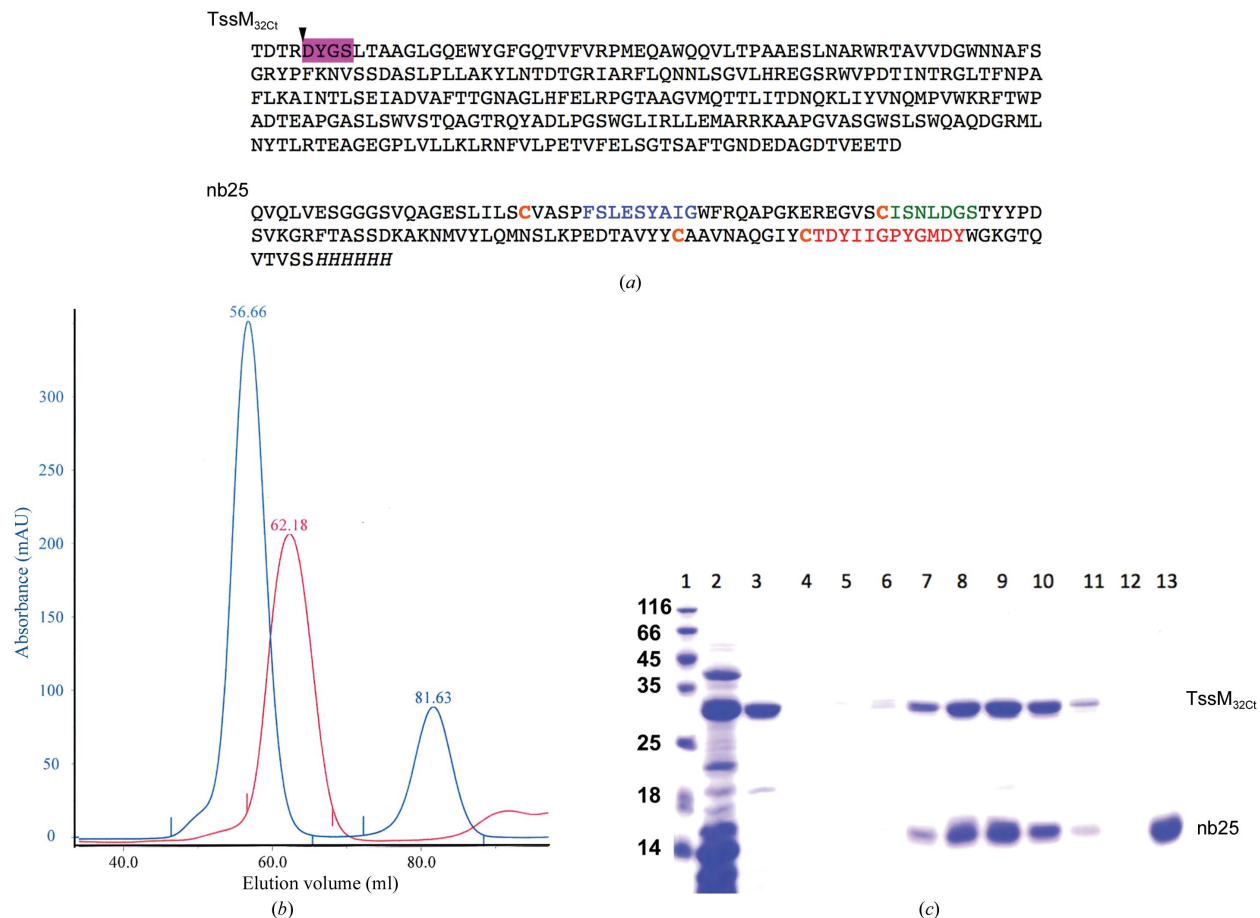 TssM32Ct
TDTRDYGSLTAAGLGQEWYGFGQTVFVRPMEQAWQQVLTPAAESLNARWRTAVVDGWNNAFS
GRYPFKNVSSDASLPLLAKYLNTDTGRIARFLQNNLSGVLHREGSRWVPDTINTRGLTFNPA
FLKAINTLSEIADVAFTTGNAGLHFELRPGTAAGVMQTTLITDNQKLIYVNQMPVWKRFTWP
ADTEAPGASLSWVSTQAGTRQYADLPGSWGLIRLLEMARRKAAPGVASGWSLSWQAQDGRML
NYTLRTEAGEGPLVLLKLRNFVLPETVFELSGTSAFTGNDEDAGDTVEETD
nb25
QVQLVESGGGSVQAGESLILSCVASPFSLESYAIGWFRQAPGKEREGVSCISNLDGSTYYPD
SVKGRFTASSDKAKNMVYLQMNSLKPEDTAVYYCAAVNAQGIYCTDYIIGPYGMDYWGKGTQ
VTVSSHHHHHH
(a)
56.66
62.18
81.63
300
250
200
150
100
50
0
Absorbance (mAU)
40.0 60.0 80.0
Elution volume (ml)
(b)
1 2 3 4 5 6 7 8 9 10 11 12 13
116
66
45
35
25
18
14
TssM32Ct
nb25
(c)